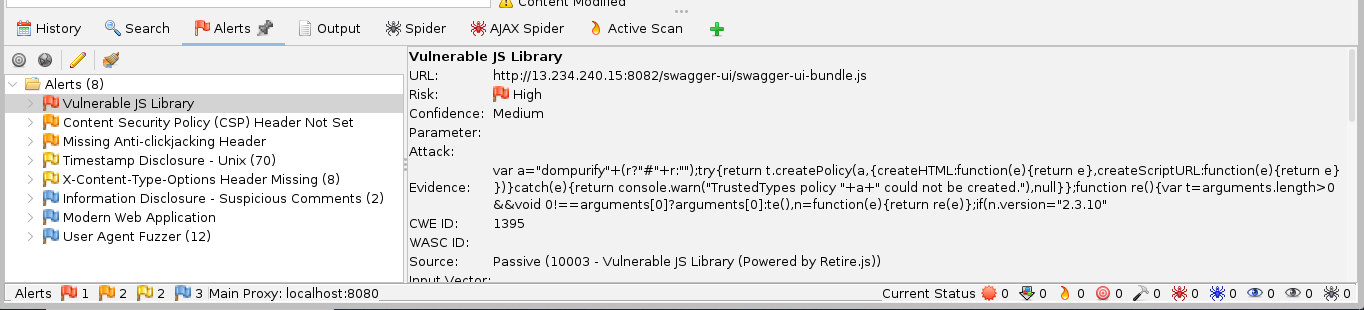 Content Modified
History Search Alerts Output Spider AJAX Spider Active Scan
Alerts (8)
Vulnerable JS Library
Content Security Policy (CSP) Header Not Set
Missing Anti-clickjacking Header
Timestamp Disclosure - Unix (70)
X-Content-Type-Options Header Missing (8)
Information Disclosure - Suspicious Comments (2)
Modern Web Application
User Agent Fuzzer (12)
Vulnerable JS Library
URL: http://13.234.240.15:8082/swagger-ui/swagger-ui-bundle.js
Risk: High
Confidence: Medium
Parameter:
Attack:
var a="dompurify"+(r?"#"+r:"");try{return t.createPolicy(a,{createHTML:function(e){return e},createScriptURL:function(e){return e}
Evidence: })}catch(e){return console.warn("TrustedTypes policy "+a+" could not be created."),null}};function re(){var t=arguments.length>0
&&void 0!==arguments[0]?arguments[0]:te(),n=function(e){return re(e)};if(n.version="2.3.10"
CWE ID: 1395
WASC ID:
Source: Passive (10003 - Vulnerable JS Library (Powered by Retire.js))
Input Vector:
Alerts 1 2 2 3 Main Proxy: localhost:8080 Current Status 0 0 0 0 0 0 0 0 0 0